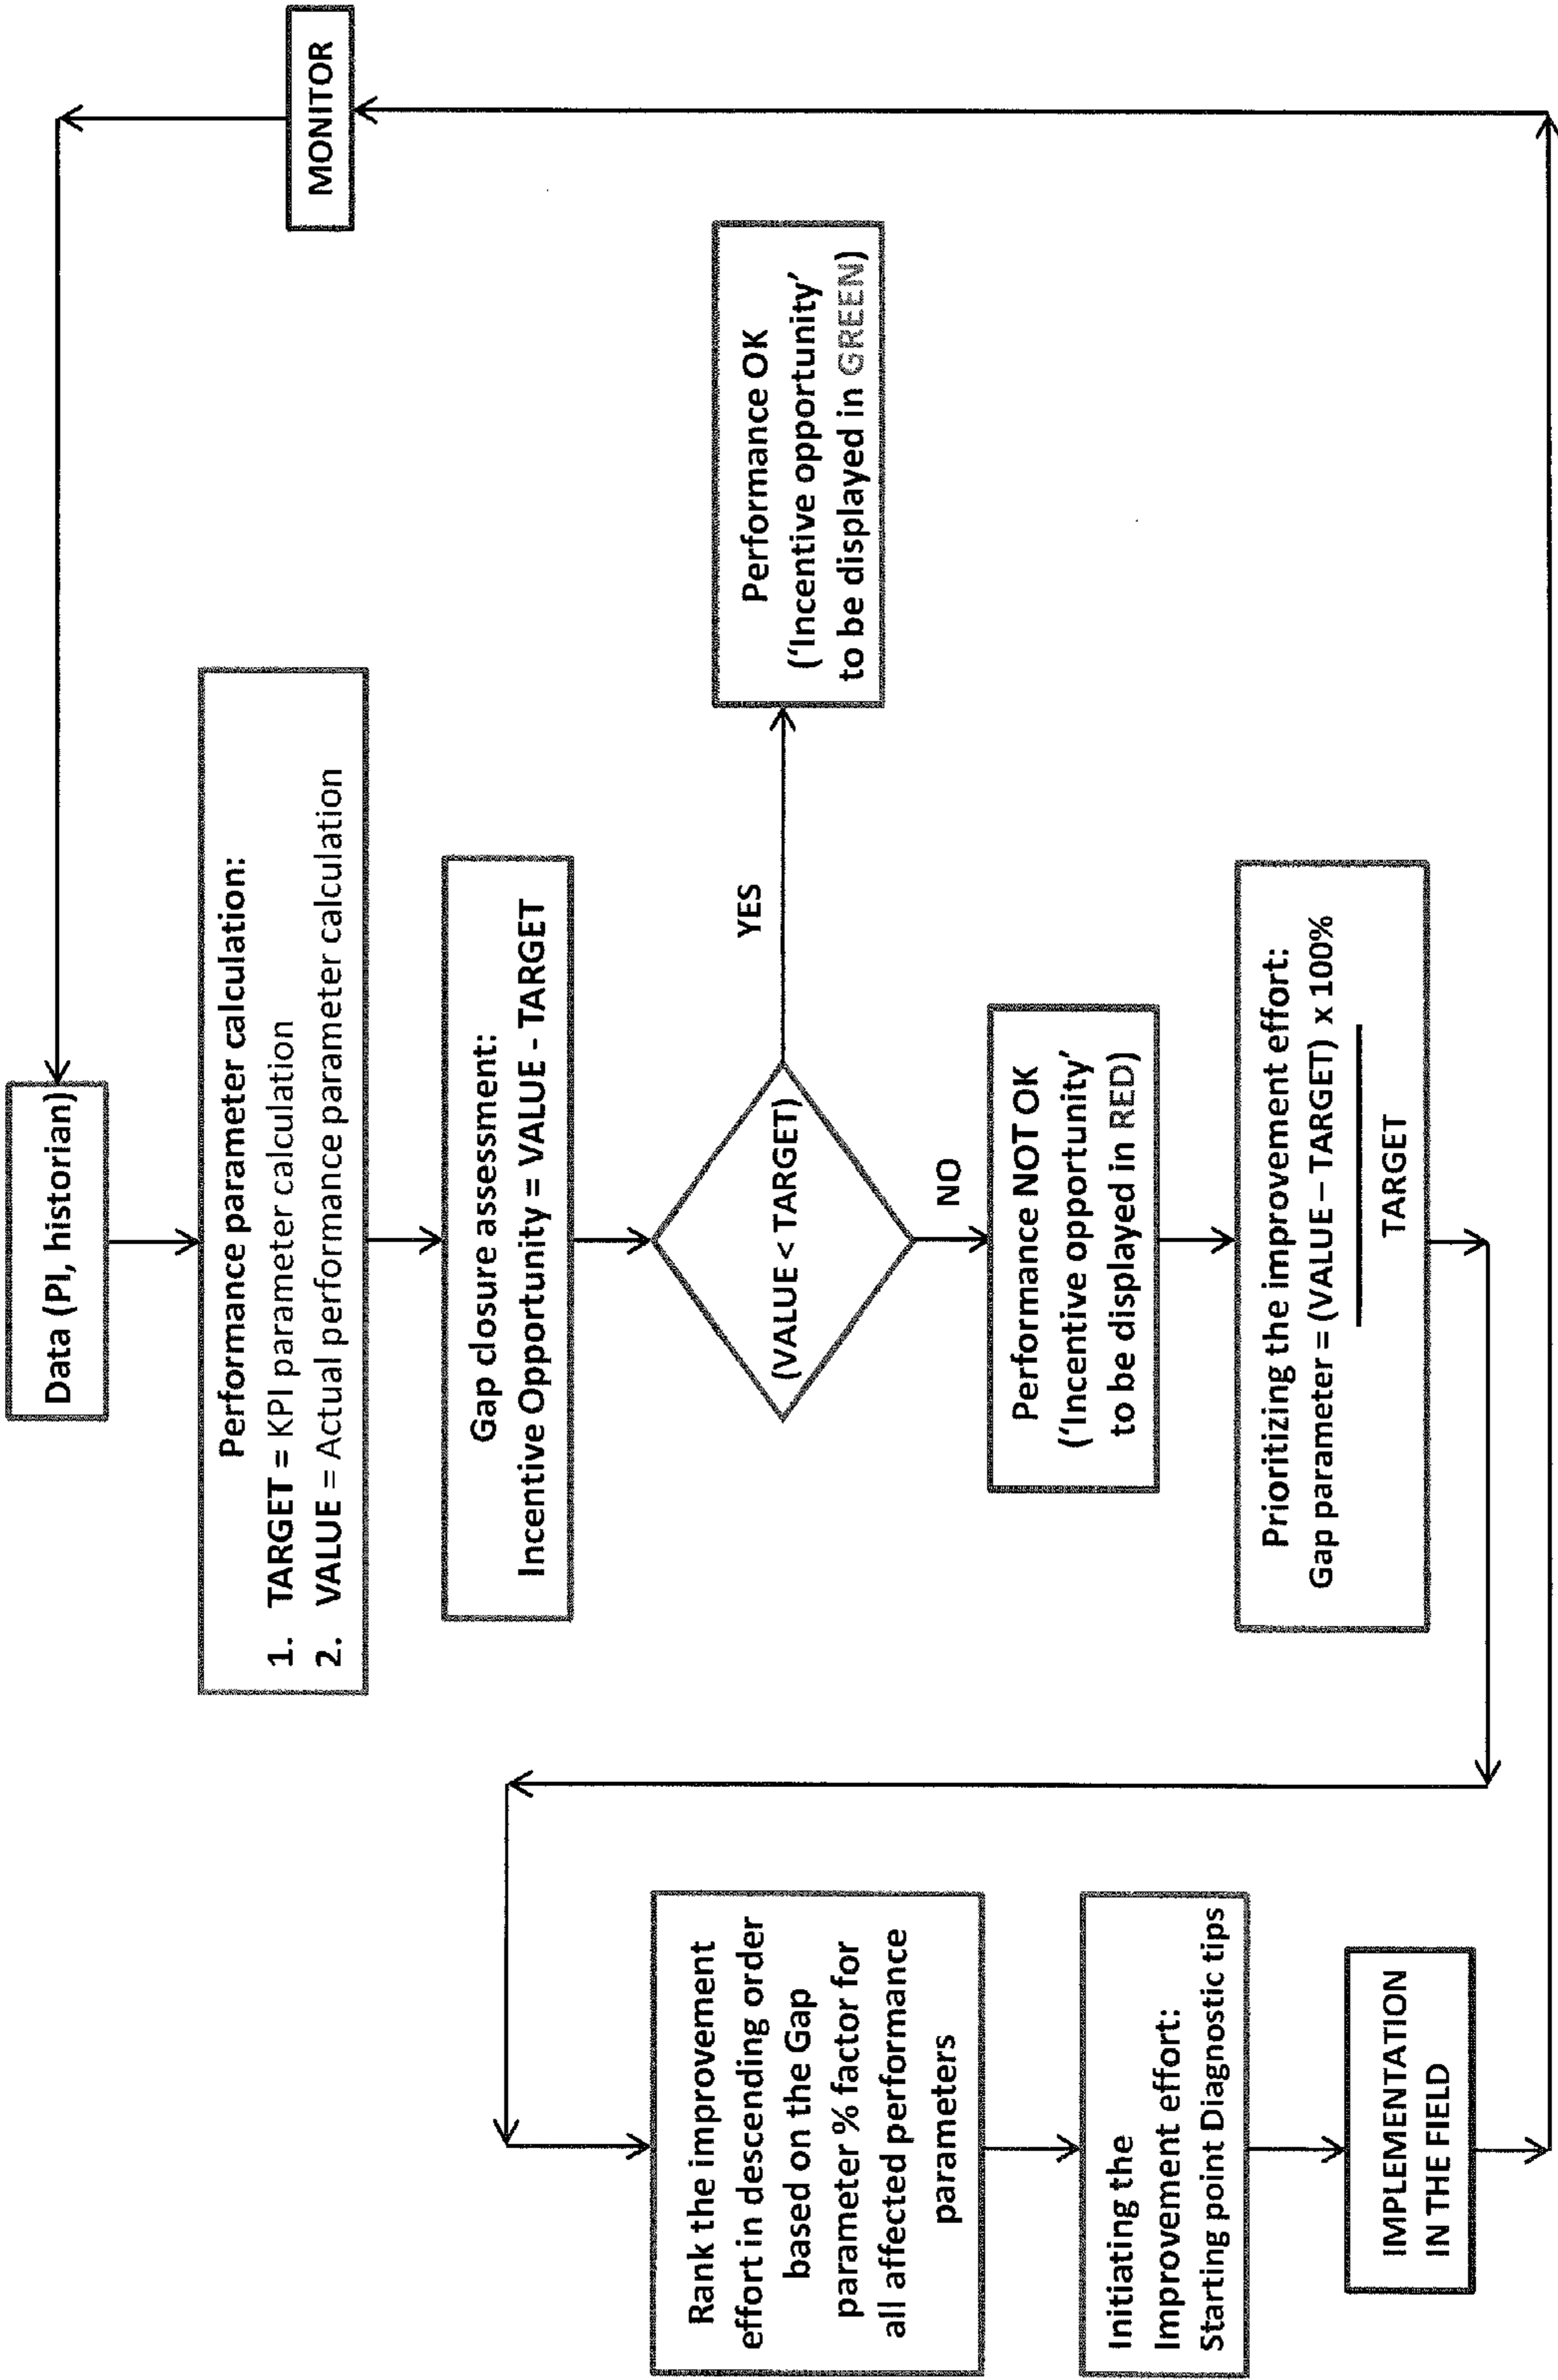 Data (PI, historian)
Performance parameter calculation:
1. TARGET = KPI parameter calculation
2. VALUE = Actual performance parameter calculation
Gap closure assessment:
Incentive Opportunity = VALUE - TARGET
(VALUE < TARGET)
YES
Performance OK
(‘Incentive opportunity’
to be displayed in GREEN)
NO
Performance NOT OK
(‘Incentive opportunity’
to be displayed in RED)
Prioritizing the improvement effort:
Gap parameter = (VALUE – TARGET) x 100%
TARGET
Rank the improvement
effort in descending order
based on the Gap
parameter % factor for
all affected performance
parameters
Initiating the
Improvement effort:
Starting point Diagnostic tips
IMPLEMENTATION
IN THE FIELD
MONITOR